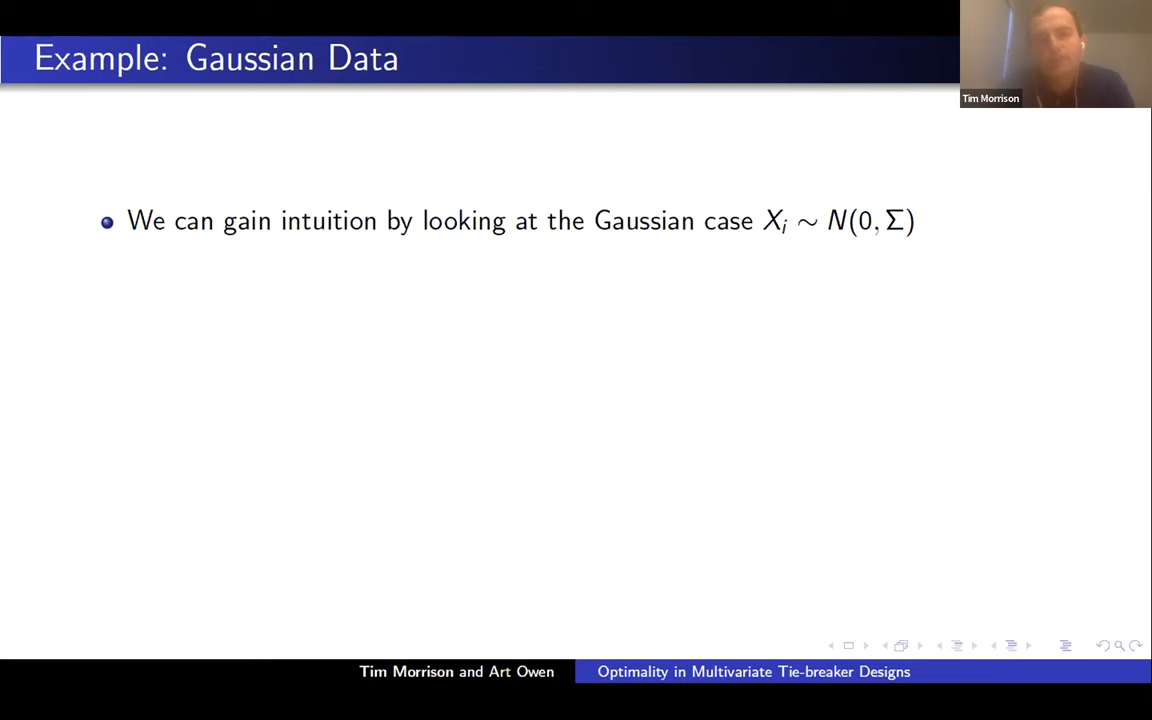 Example: Gaussian Data
Tim Morrison
We can gain intuition by looking at the Gaussian case Xᵢ ∼ N(0, Σ)
Tim Morrison and Art Owen
Optimality in Multivariate Tie-breaker Designs